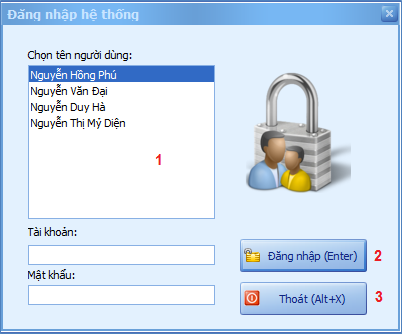 Đăng nhập hệ thống
Chọn tên người dùng:
Nguyễn Hồng Phú
Nguyễn Văn Đại
Nguyễn Duy Hà
Nguyễn Thị Mỹ Diện
1
Tài khoản:
Đăng nhập (Enter) 2
Mật khẩu:
Thoát (Alt+X) 3